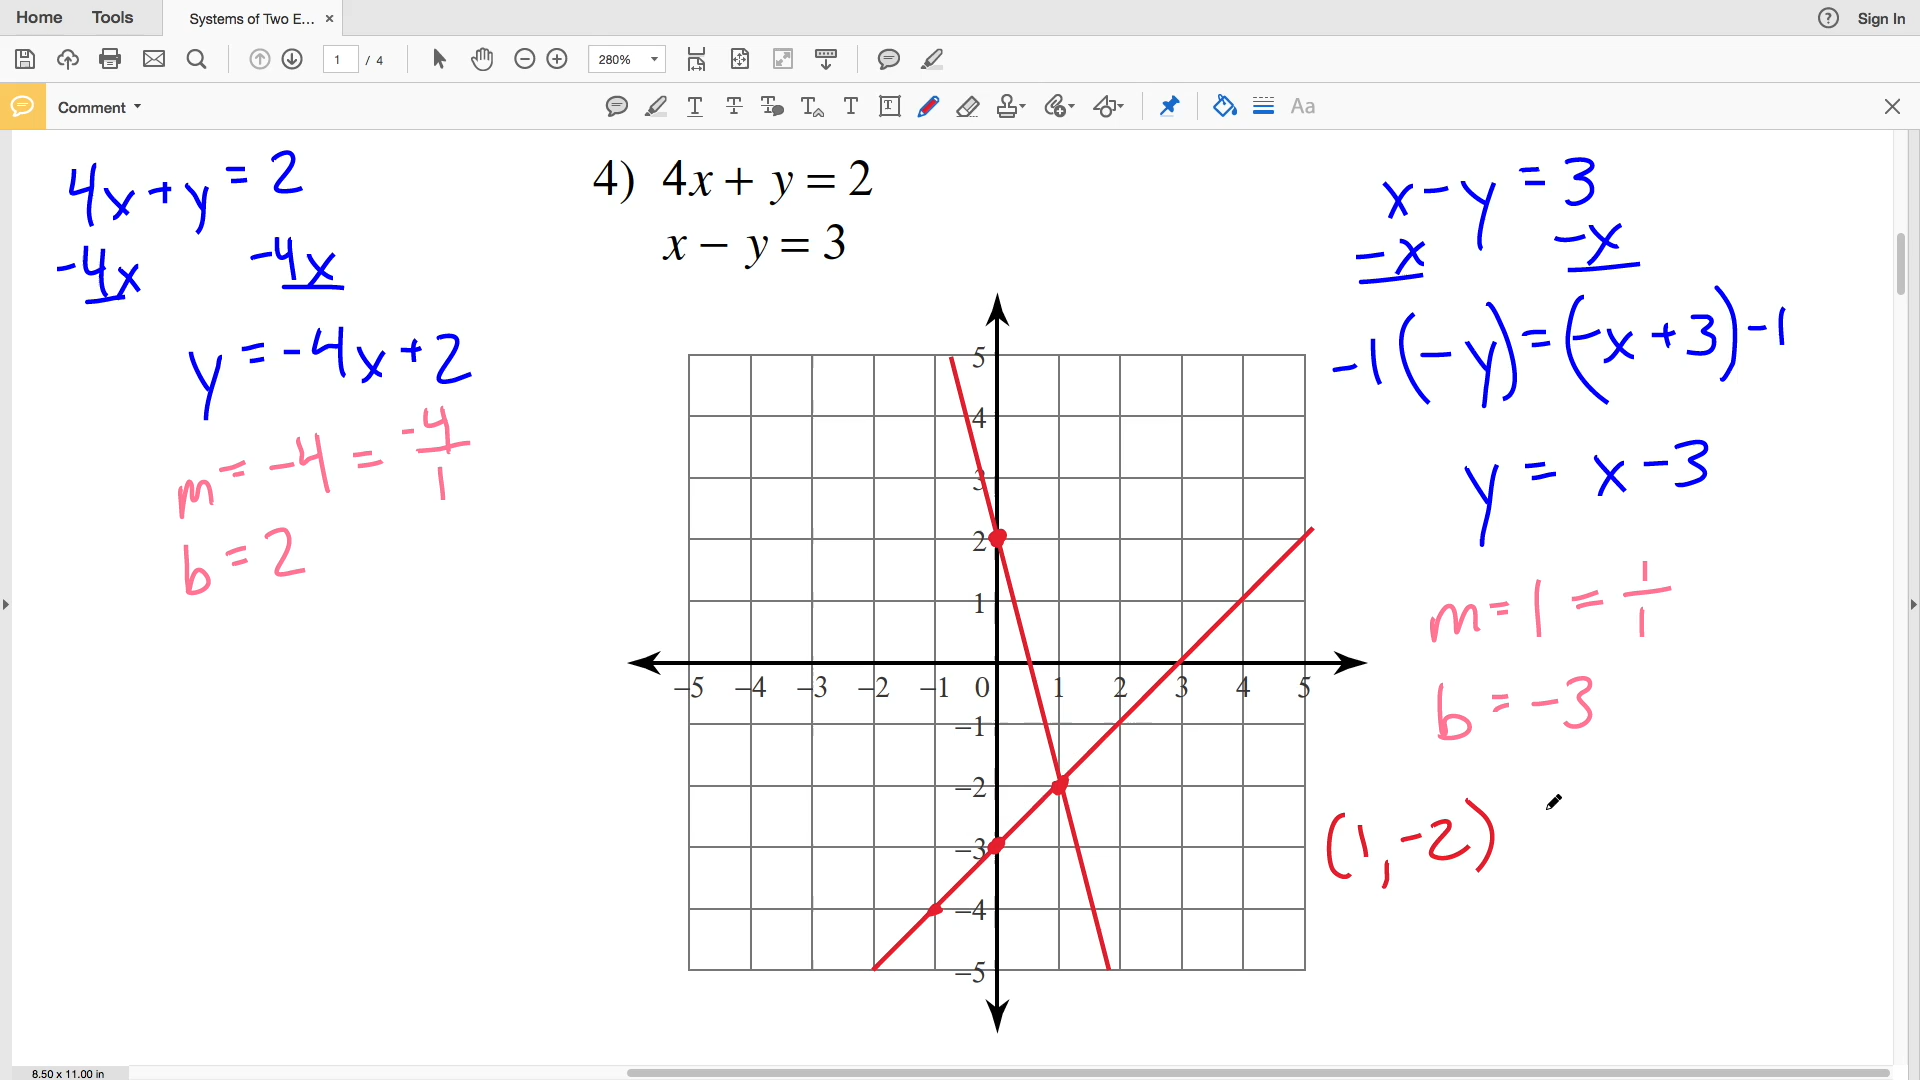 Home Tools Systems of Two E... × ? Sign In
1 / 4 280%
Comment T T T T T T Aa
4x + y = 2
-4x -4x
y = -4x + 2
m = -4 = -4/1
b = 2
4) 4x + y = 2
x − y = 3
5
4
3
2
1
−5 −4 −3 −2 −1 0 1 2 3 4 5
−1
−2
−3
−4
−5
x - y = 3
-x -x
-1(-y) = (-x + 3)-1
y = x - 3
m = 1 = 1/1
b = -3
(1, -2)
8.50 x 11.00 in